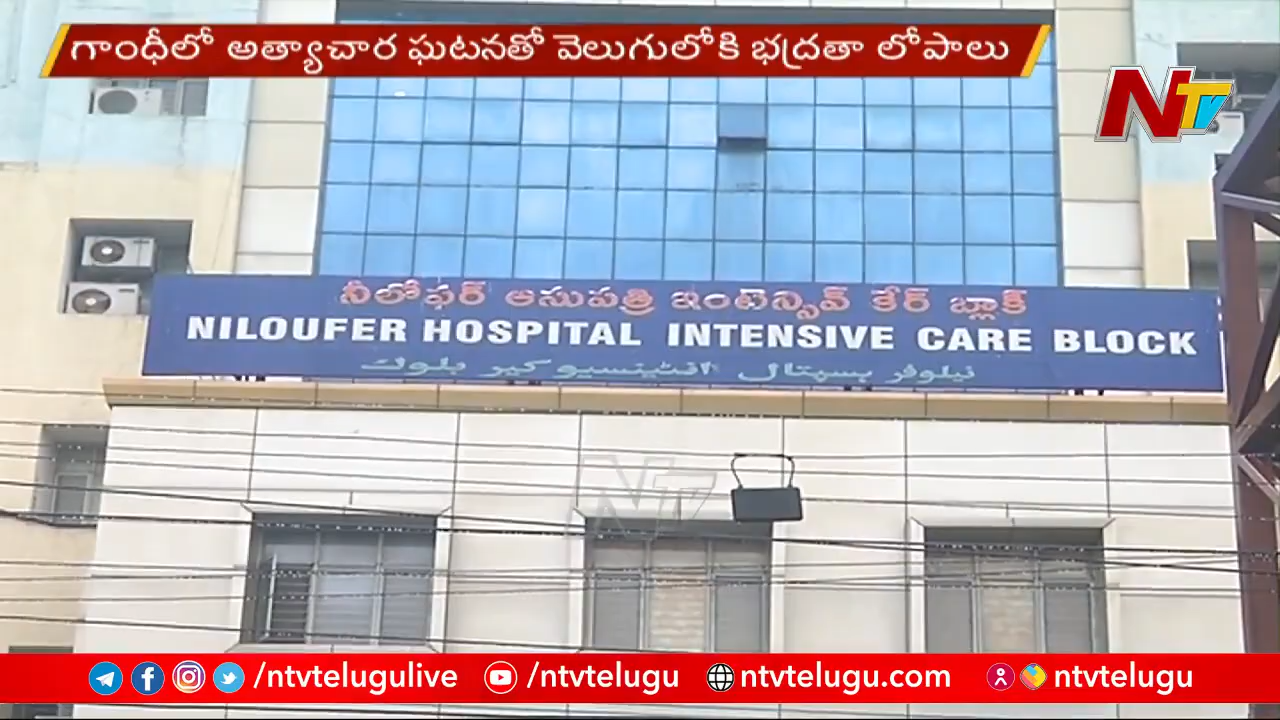 గాంధీలో అత్యాచార ఘటనతో వెలుగులోకి భద్రతా లోపాలు
NTV
నీలోఫర్ ఆసుపత్రి ఇంటెన్సివ్ కేర్ బ్లాక్
NILOUFER HOSPITAL INTENSIVE CARE BLOCK
نیلوفر ہسپتال انٹینسیو کیر بلوک
NTV
/ntvtelugulive /ntvtelugu /ntvtelugu.com ntvtelugu